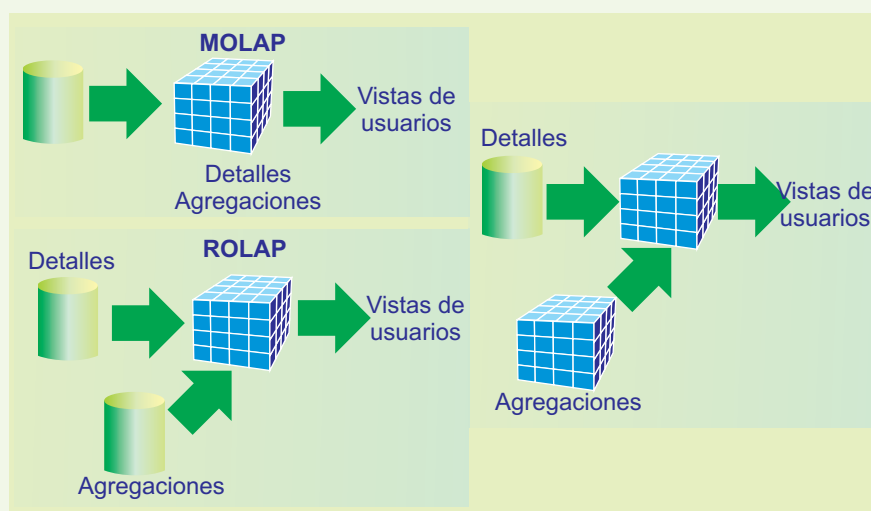 MOLAP
Vistas de
usuarios
Detalles
Agregaciones
Detalles
ROLAP
Vistas de
usuarios
Agregaciones
Detalles
Vistas de
usuarios
Agregaciones